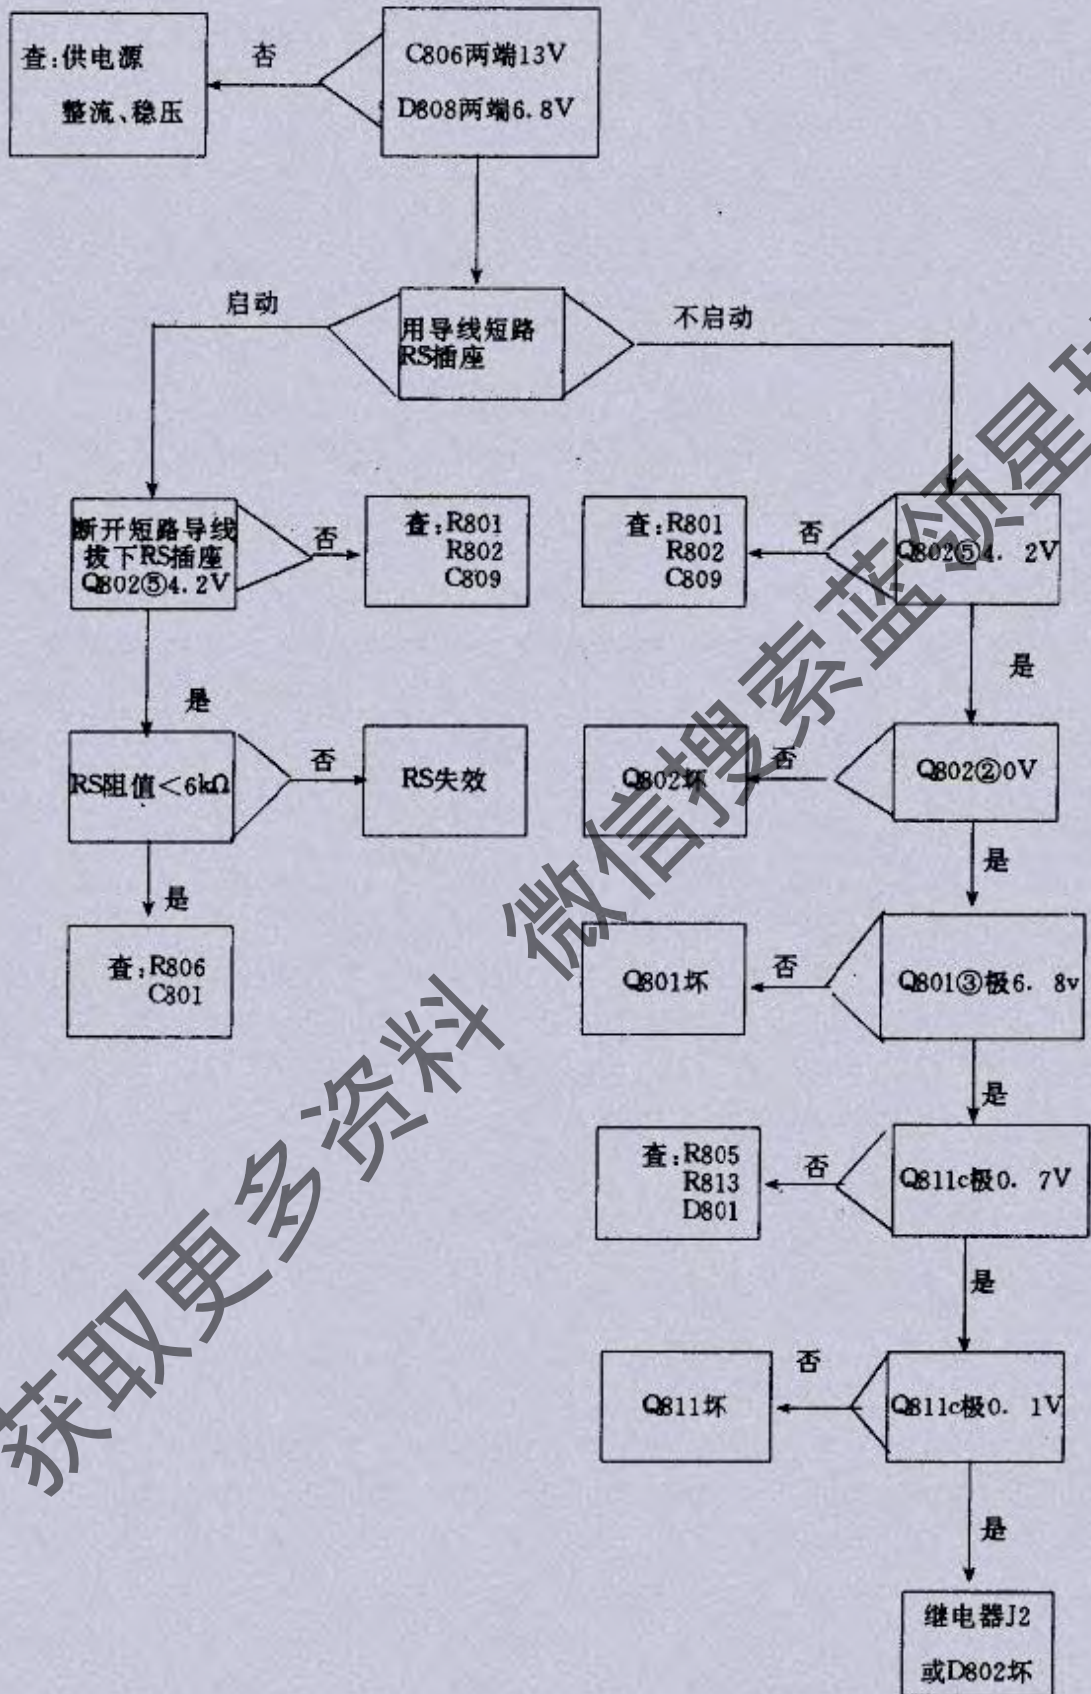 查:供电源
整流、稳压
否
C806两端13V
D808两端6.8V
启动
用导线短路
RS插座
不启动
断开短路导线
拔下RS插座
Q802⑤4.2V
否
查:R801
R802
C809
查:R801
R802
C809
否
Q802⑤4. 2V
是
是
RS阻值<6kΩ
否
RS失效
Q802坏
否
Q802②0V
是
是
查:R806
C801
Q801坏
否
Q801③极6. 8v
是
查:R805
R813
D801
否
Q811c极0. 7V
是
Q811坏
否
Q811c极0. 1V
是
继电器J2
或D802坏
获取更多资料 微信搜索蓝领星球